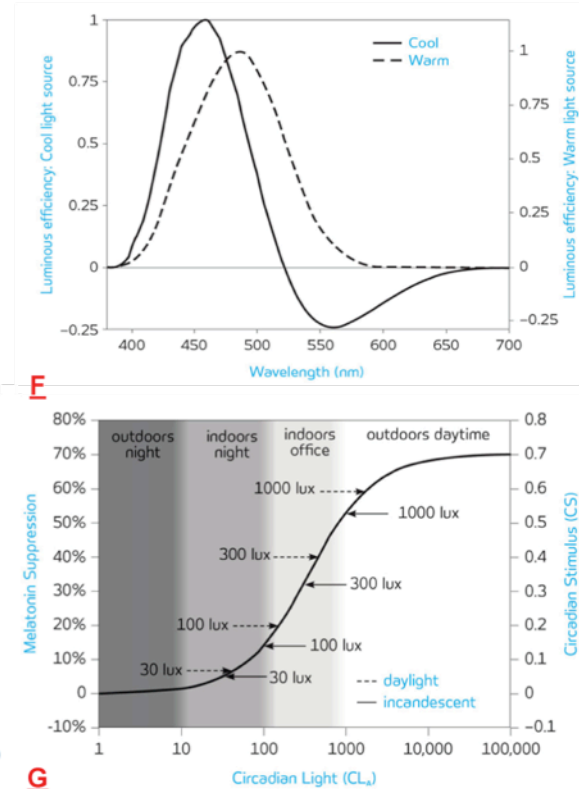 1
0.75
0.5
0.25
0
−0.25
Luminous efficiency: Cool light source
Cool
Warm
1
0.75
0.5
0.25
0
−0.25
Luminous efficiency: Warm light source
400 450 500 550 600 650 700
Wavelength (nm)
F
80%
70%
60%
50%
40%
30%
20%
10%
0
-10%
Melatonin Suppression
outdoors
night
indoors
night
indoors
office
outdoors daytime
1000 lux
1000 lux
300 lux
300 lux
100 lux
100 lux
30 lux
30 lux
daylight
incandescent
0.8
0.7
0.6
0.5
0.4
0.3
0.2
0.1
0
−0.1
Circadian Stimulus (CS)
1 10 100 1000 10,000 100,000
Circadian Light (CLA)
G